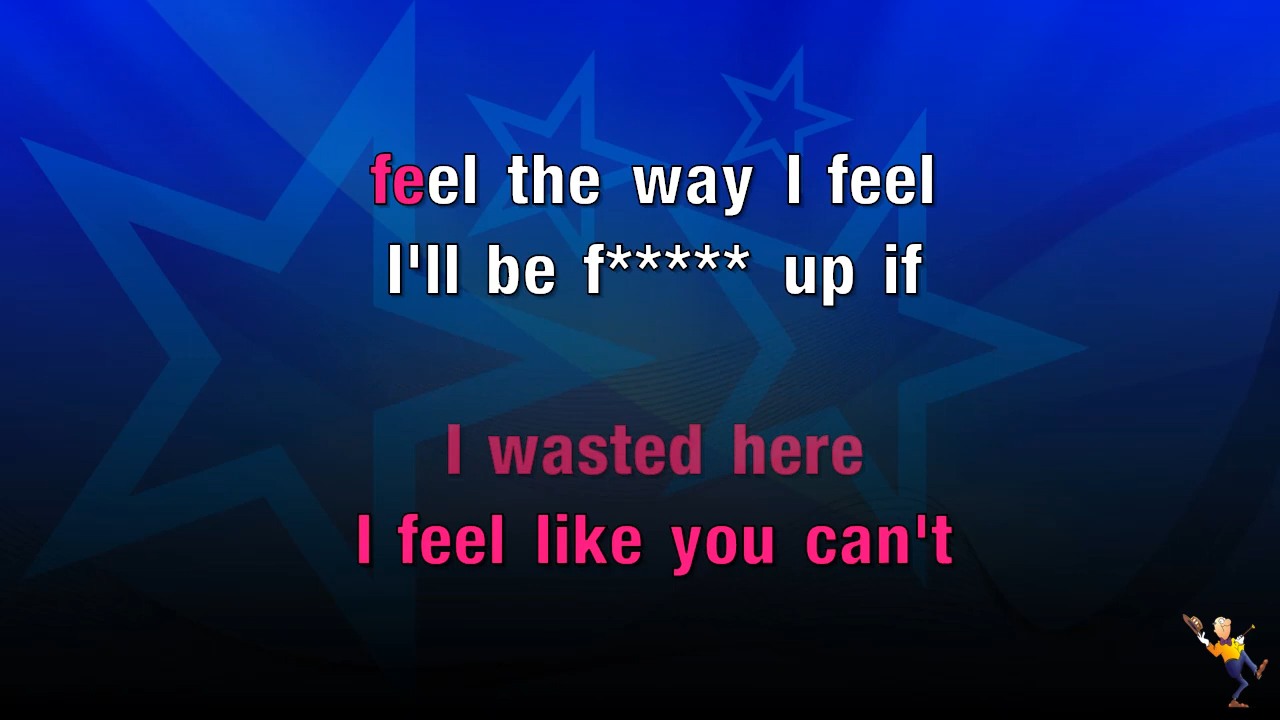 feel the way I feel
I'll be f***** up if
I wasted here
I feel like you can't